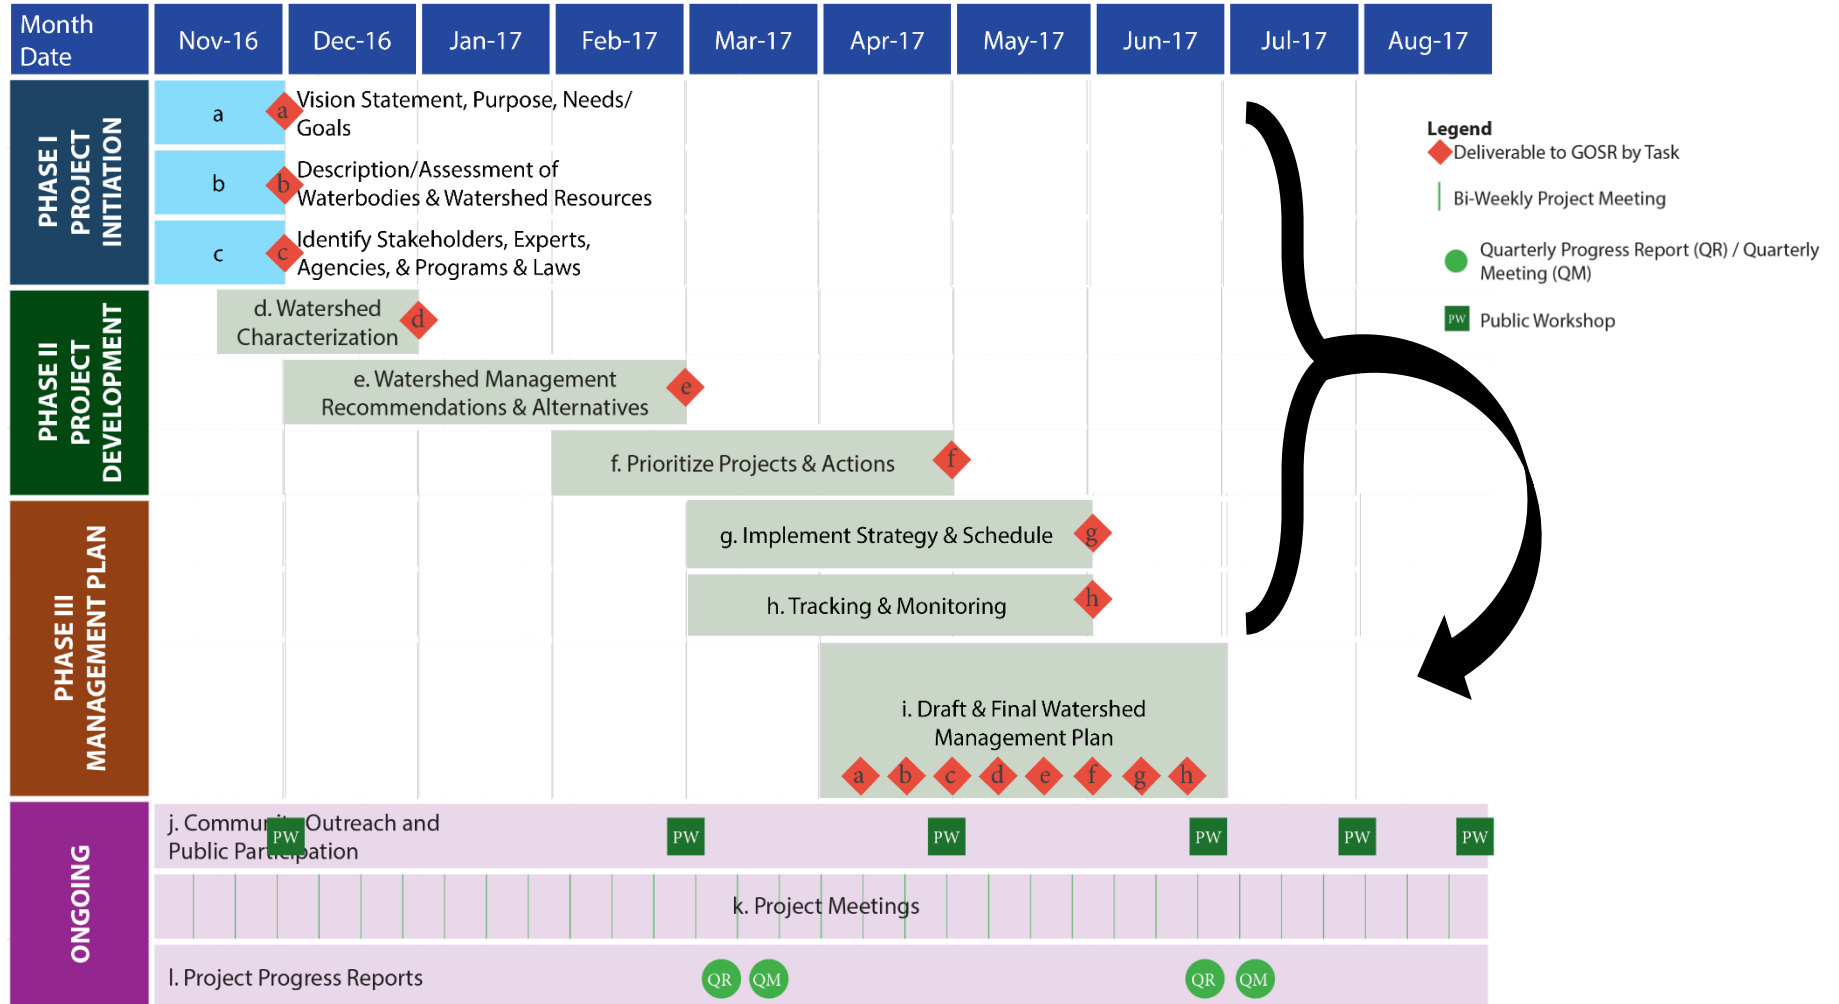 Month
Date
Nov-16
Dec-16
Jan-17
Feb-17
Mar-17
Apr-17
May-17
Jun-17
Jul-17
Aug-17
PHASE I
PROJECT
INITIATION
a
a
Vision Statement, Purpose, Needs/
Goals
b
b
Description/Assessment of
Waterbodies & Watershed Resources
c
c
Identify Stakeholders, Experts,
Agencies, & Programs & Laws
Legend
Deliverable to GOSR by Task
Bi-Weekly Project Meeting
Quarterly Progress Report (QR) / Quarterly
Meeting (QM)
PW
Public Workshop
PHASE II
PROJECT
DEVELOPMENT
d. Watershed
Characterization
d
e. Watershed Management
Recommendations & Alternatives
e
f. Prioritize Projects & Actions
f
PHASE III
MANAGEMENT PLAN
g. Implement Strategy & Schedule
g
h. Tracking & Monitoring
h
i. Draft & Final Watershed
Management Plan
a b c d e f g h
ONGOING
j. Community Outreach and
Public Participation
PW
PW
PW
PW
PW
PW
k. Project Meetings
l. Project Progress Reports
QR
QM
QR
QM